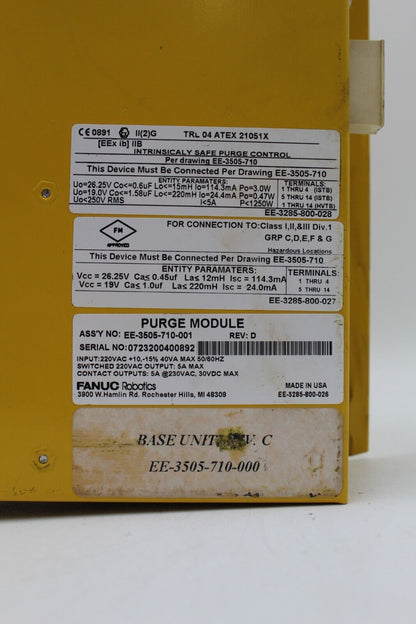 CE 0891 Ex II(2)G TRL 04 ATEX 21051X
[EEx ib] IIB
INTRINSICALY SAFE PURGE CONTROL
Per drawing EE-3505-710
This Device Must be Connected Per Drawing EE-3505-710
ENTITY PARAMATERS:
TERMINALS:
Uo=26.25V Co<=0.6uF Lo<=15mH Io=114.3mA Po=3.0W 1 THRU 4 (ISTB)
Uo=19.0V Co<=1.58uF Lo<=220mH Io=24.4mA Po=0.47W 5 THRU 14 (ISTB)
Uo<250V RMS I<5A P<1250W 1 THRU 14 (HVTB)
EE-3285-800-028
FM
APPROVED
FOR CONNECTION TO:Class I,II,&III Div.1
GRP C,D,E,F & G
Hazardous Locations
This Device Must be Connected Per Drawing EE-3505-710
ENTITY PARAMATERS:
TERMINALS:
Vcc = 26.25V Ca≤ 0.45uf La≤ 12mH Isc = 114.3mA 1 THRU 4
Vcc = 19V Ca≤ 1.0uf La≤ 220mH Isc = 24.0mA 5 THRU 14
EE-3285-800-027
PURGE MODULE
ASS'Y NO: EE-3505-710-001 REV: D
SERIAL NO:0723200400892
INPUT:220VAC +10,-15% 40VA MAX 50/60HZ
SWITCHED 220VAC OUTPUT: 5A MAX
CONTACT OUTPUTS: 5A @230VAC, 30VDC MAX
FANUC Robotics MADE IN USA
3900 W.Hamlin Rd. Rochester Hills, MI 48309 EE-3285-800-026
BASE UNIT V. C
EE-3505-710-000